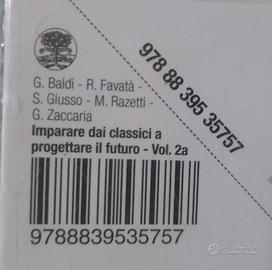 978 88 395 35757
G. Baldi - R. Favatà -
S. Giusso - M. Razetti -
G. Zaccaria
Imparare dai classici a
progettare il futuro - Vol. 2a
9788839535757
subito